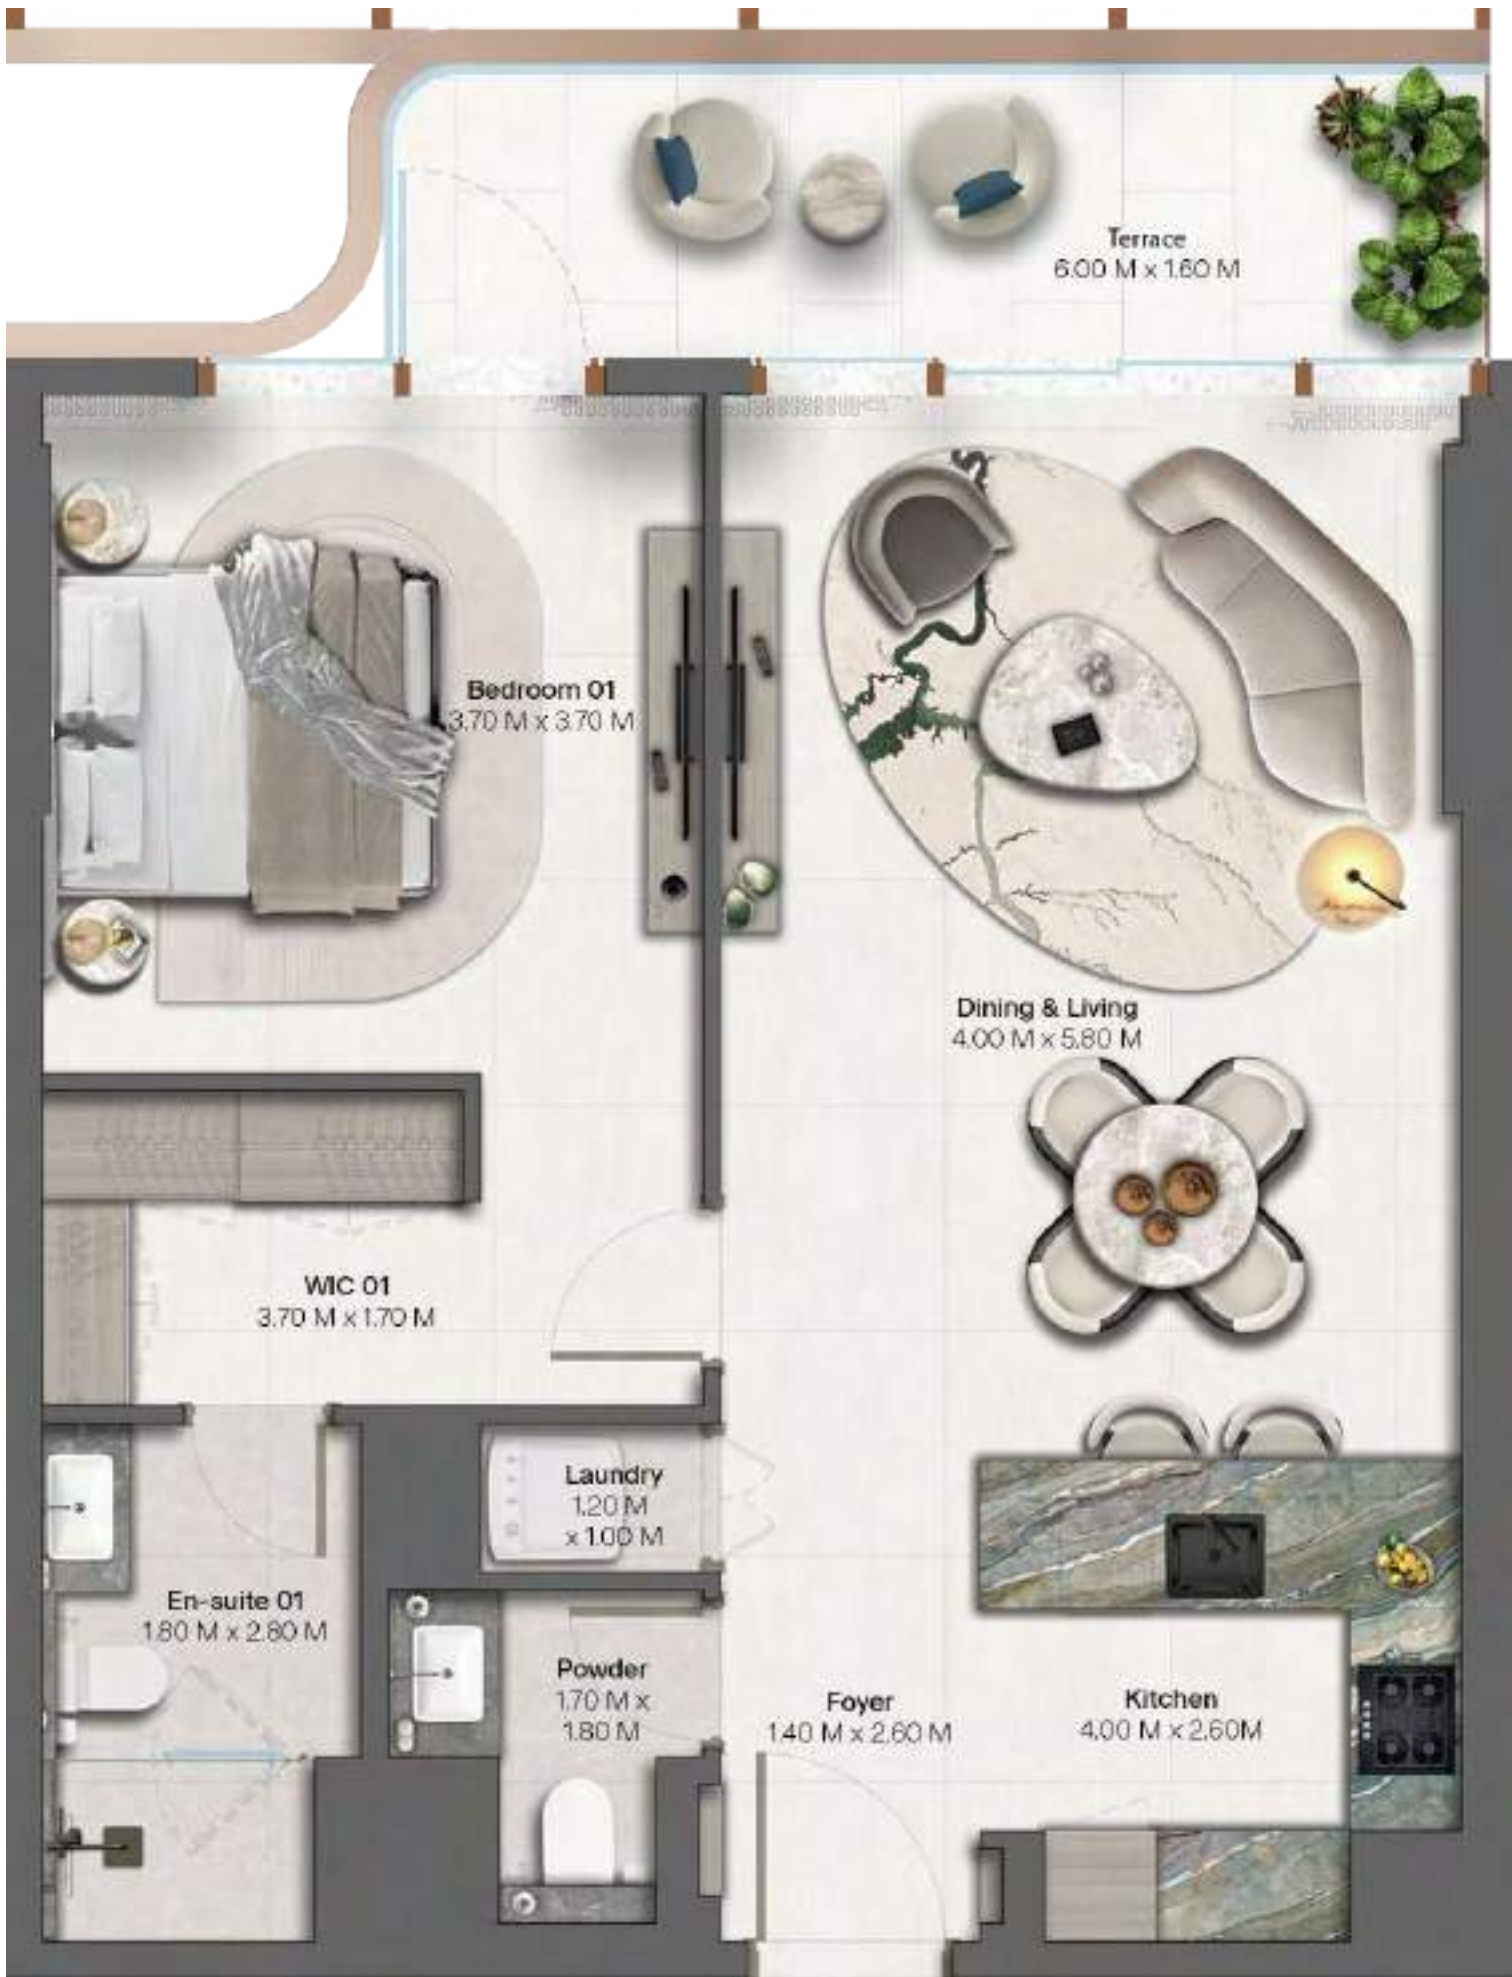 Terrace
6.00 M x 1.60 M
Bedroom 01
3.70 M x 3.70 M
Dining & Living
4.00 M x 5.80 M
WIC 01
3.70 M x 1.70 M
Laundry
1.20 M
x 1.00 M
En-suite 01
1.80 M x 2.80 M
Powder
1.70 M x
1.80 M
Foyer
1.40 M x 2.60 M
Kitchen
4.00 M x 2.60M